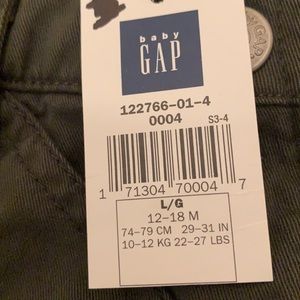 baby
GAP
GAP
122766-01-4
0004 S3-4
1 71304 70004 7
L/G
12-18 M
74-79 CM 29-31 IN
10-12 KG 22-27 LBS